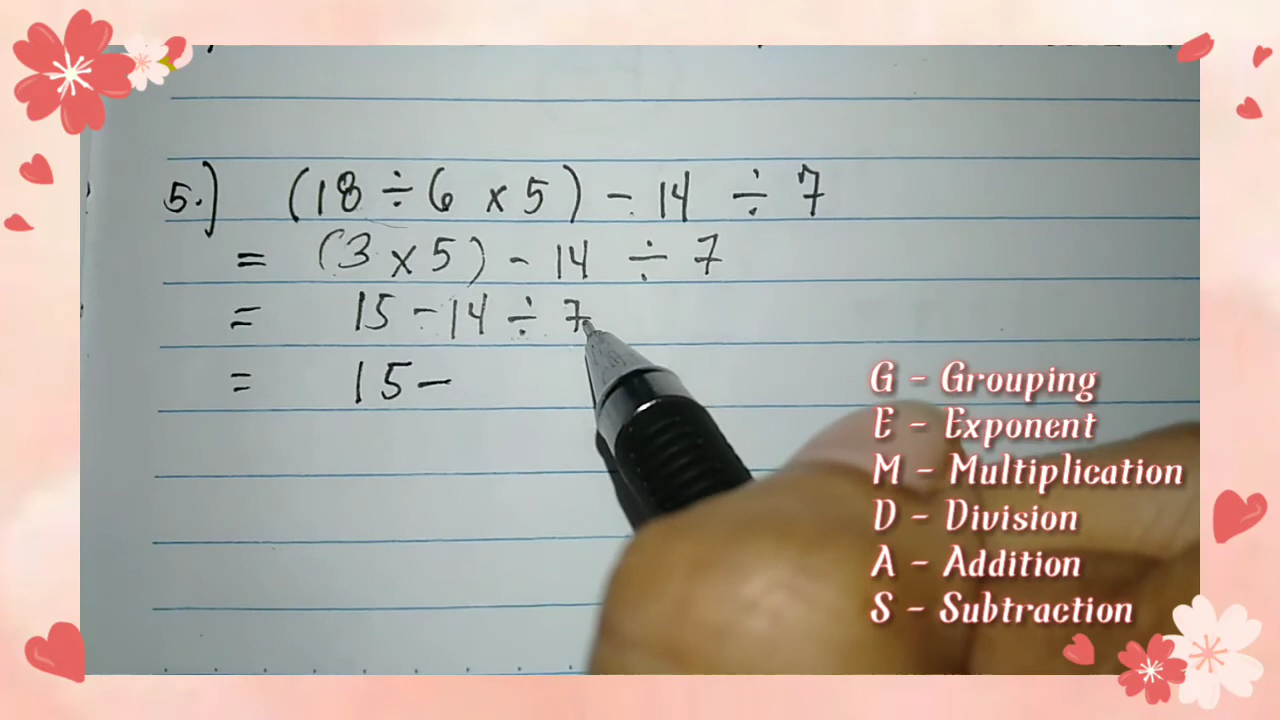 5.) (18 ÷ 6 x 5) - 14 ÷ 7
= (3 x 5) - 14 ÷ 7
= 15 - 14 ÷ 7
= 15 -
G - Grouping
E - Exponent
M - Multiplication
D - Division
A - Addition
S - Subtraction